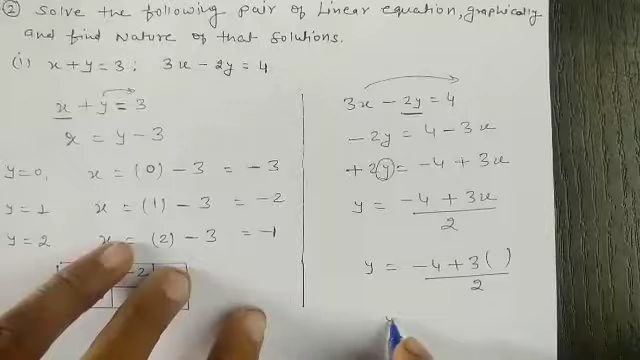 ② Solve the following pair of Linear equation, graphically
and find Nature of that Solutions.
(i) x + y = 3 ; 3x - 2y = 4
x + y = 3
x = y - 3
y = 0, x = (0) - 3 = -3
y = 1 x = (1) - 3 = -2
y = 2 x = (2) - 3 = -1
-2
3x - 2y = 4
-2y = 4 - 3x
+2y = -4 + 3x
y = -4 + 3x / 2
y = -4 + 3( ) / 2